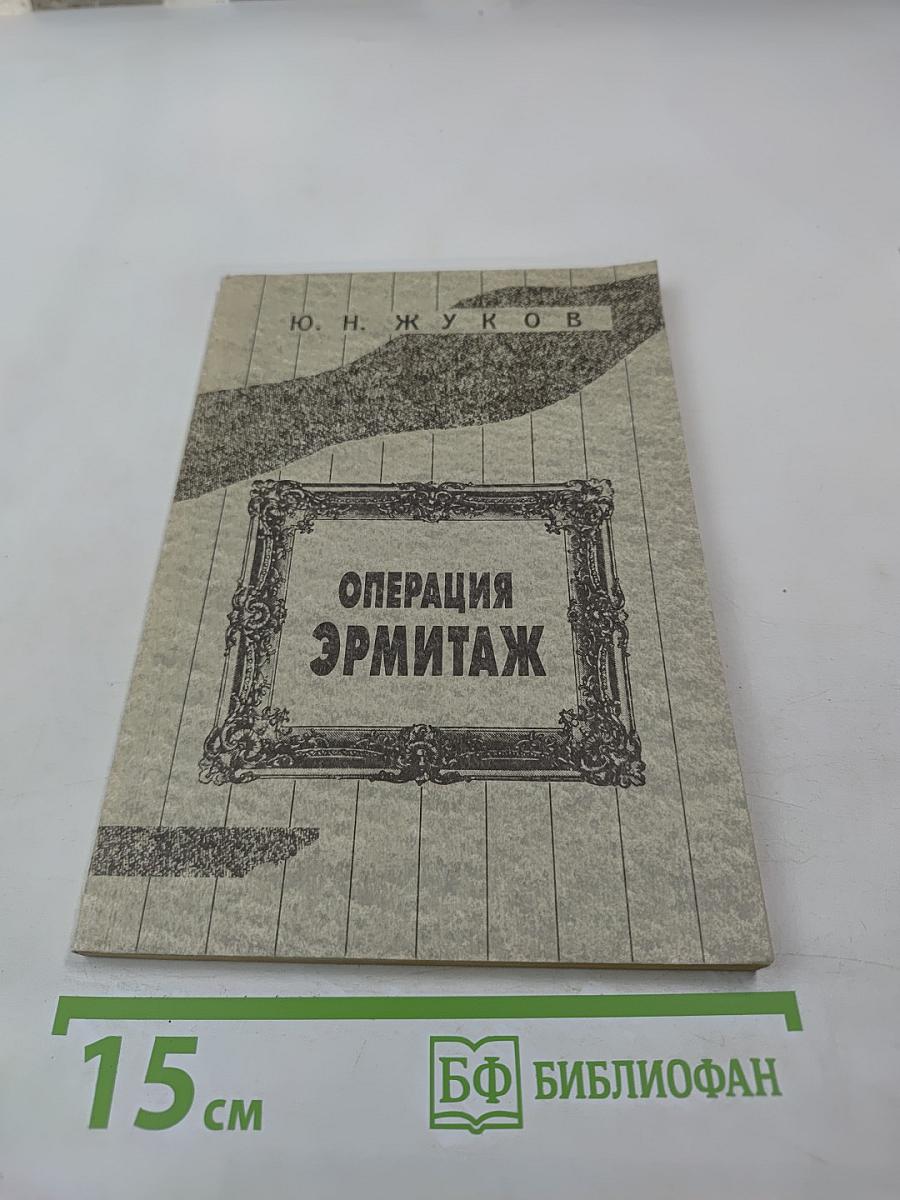 Ю. Н. ЖУКОВ
ОПЕРАЦИЯ
ЭРМИТАЖ
15 см
БФ БИБЛИОФАН